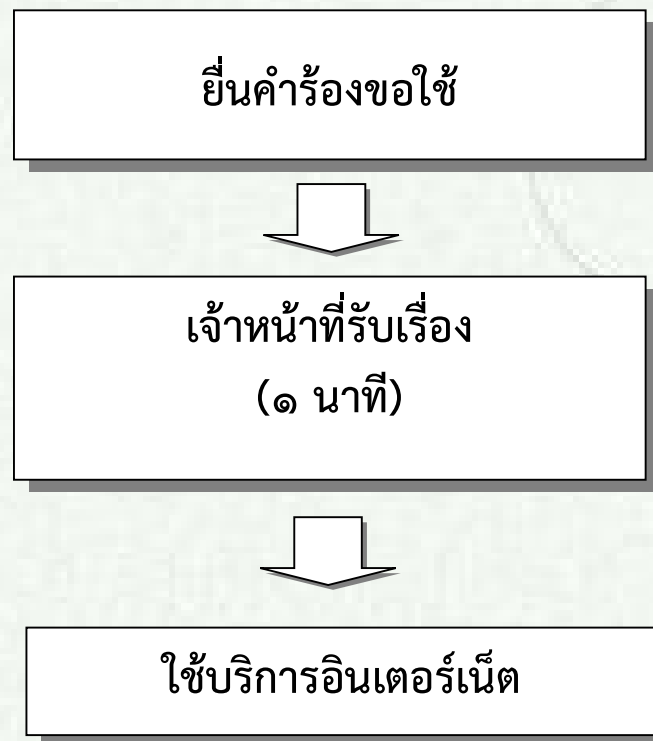 ยื่นคำร้องขอใช้
เจ้าหน้าที่รับเรื่อง
(๑ นาที)
ใช้บริการอินเตอร์เน็ต